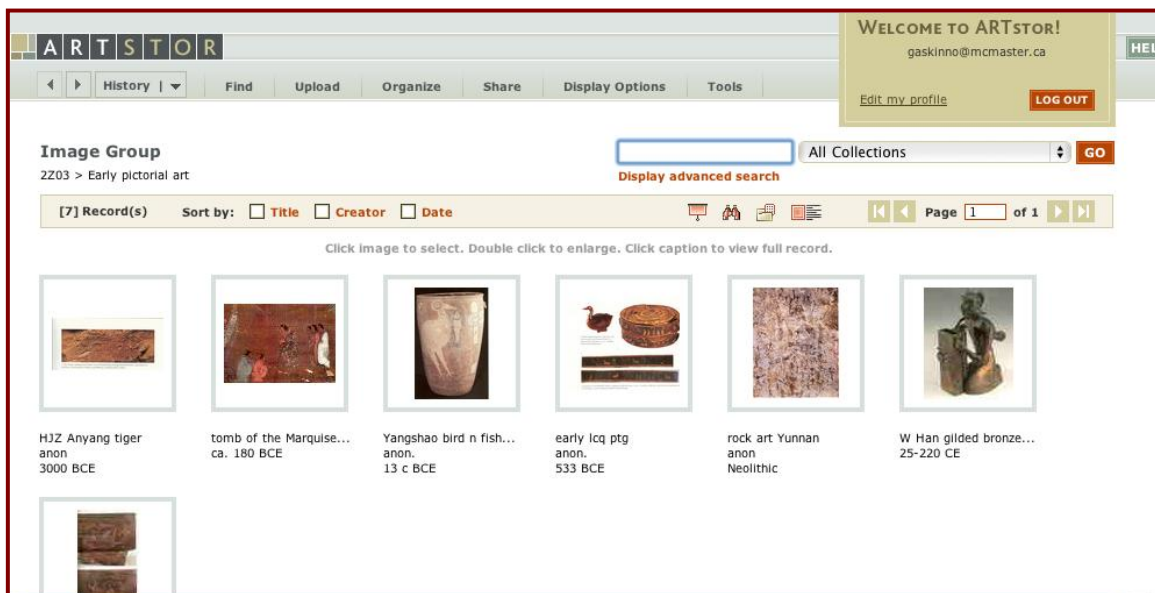 WELCOME TO ARTSTOR!
gaskinno@mcmaster.ca
ARTSTOR
HEL
History | Find Upload Organize Share Display Options Tools
Edit my profile LOG OUT
Image Group
All Collections GO
2Z03 > Early pictorial art
Display advanced search
[7] Record(s) Sort by: Title Creator Date Page 1 of 1
Click image to select. Double click to enlarge. Click caption to view full record.
HJZ Anyang tiger
anon
3000 BCE
tomb of the Marquise...
ca. 180 BCE
Yangshao bird n fish...
anon.
13 c BCE
early lcq ptg
anon.
533 BCE
rock art Yunnan
anon
Neolithic
W Han gilded bronze...
25-220 CE